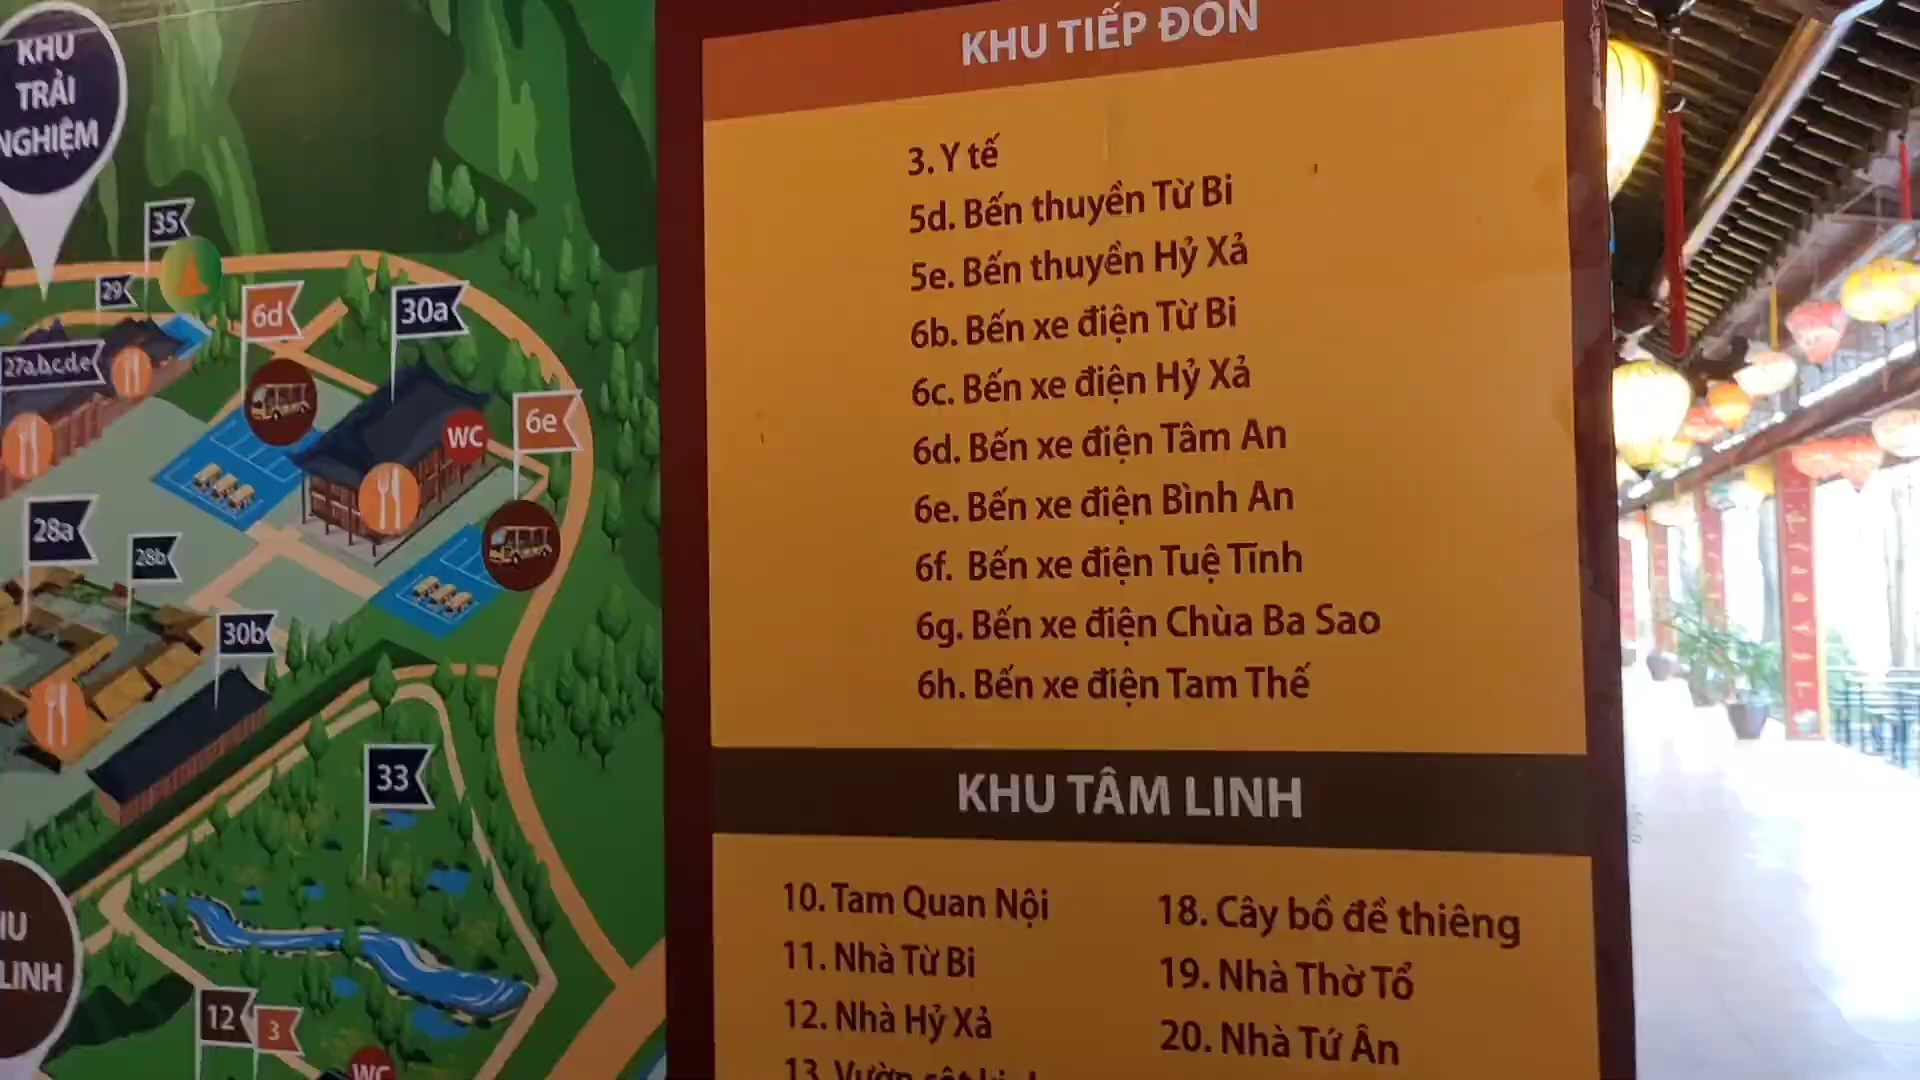 KHU
TRẢI
NGHIỆM
35
29
6d
30a
27a,b,c,d,e
WC
6e
28a
28b
30b
33
LINH
12
3
WC
KHU TIẾP ĐÓN
3. Y tế
5d. Bến thuyền Từ Bi
5e. Bến thuyền Hỷ Xả
6b. Bến xe điện Từ Bi
6c. Bến xe điện Hỷ Xả
6d. Bến xe điện Tâm An
6e. Bến xe điện Bình An
6f. Bến xe điện Tuệ Tĩnh
6g. Bến xe điện Chùa Ba Sao
6h. Bến xe điện Tam Thế
KHU TÂM LINH
10. Tam Quan Nội
11. Nhà Từ Bi
12. Nhà Hỷ Xả
13. Vườn cột
18. Cây bồ đề thiêng
19. Nhà Thờ Tổ
20. Nhà Tứ Ân